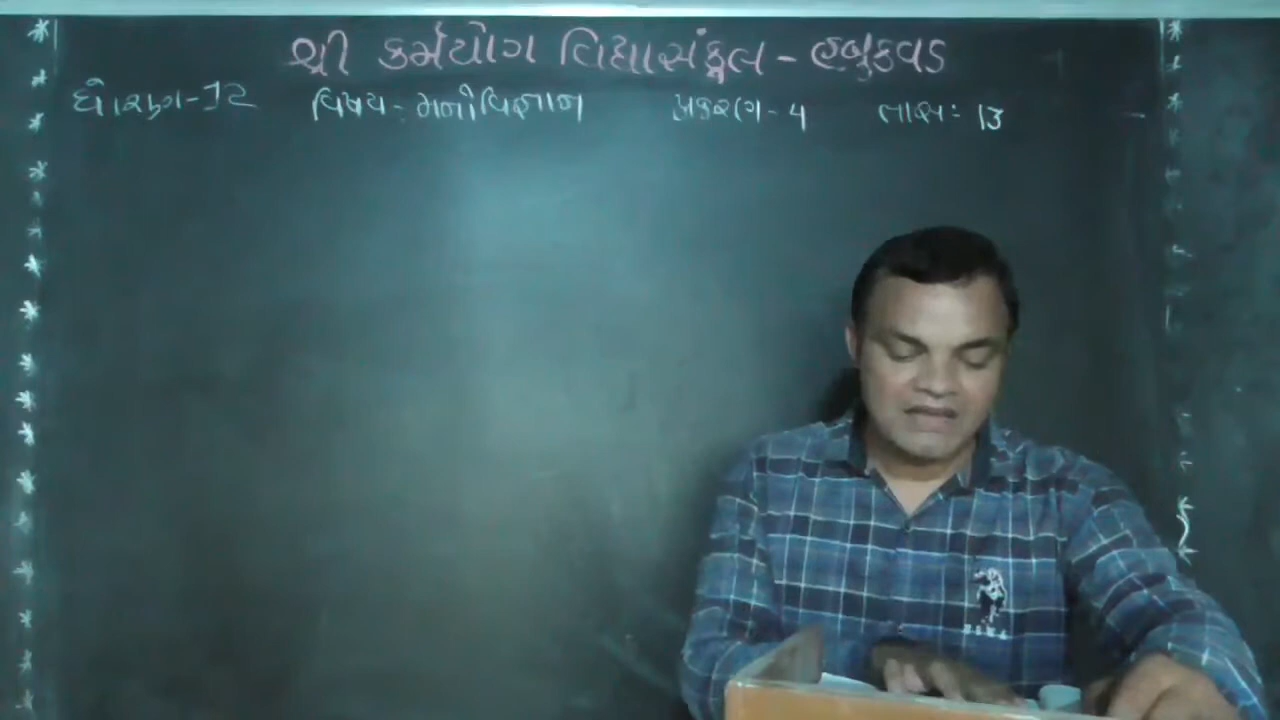 શ્રી કર્મયોગ વિદ્યાસંકુલ - હબુકવડ
ધોરણ-12 વિષય : મનોવિજ્ઞાન પ્રકરણ - 4 તાસ : 13